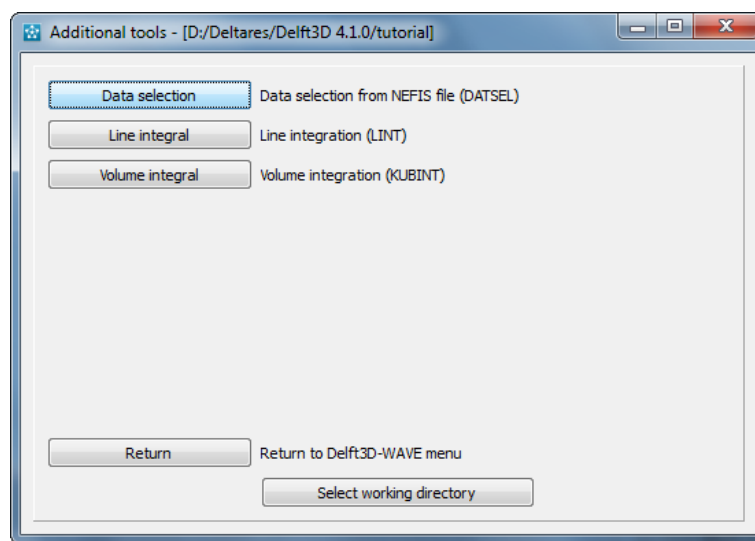 Additional tools - [D:/Deltares/Delft3D 4.1.0/tutorial]
Data selection Data selection from NEFIS file (DATSEL)
Line integral Line integration (LINT)
Volume integral Volume integration (KUBINT)
Return Return to Delft3D-WAVE menu
Select working directory